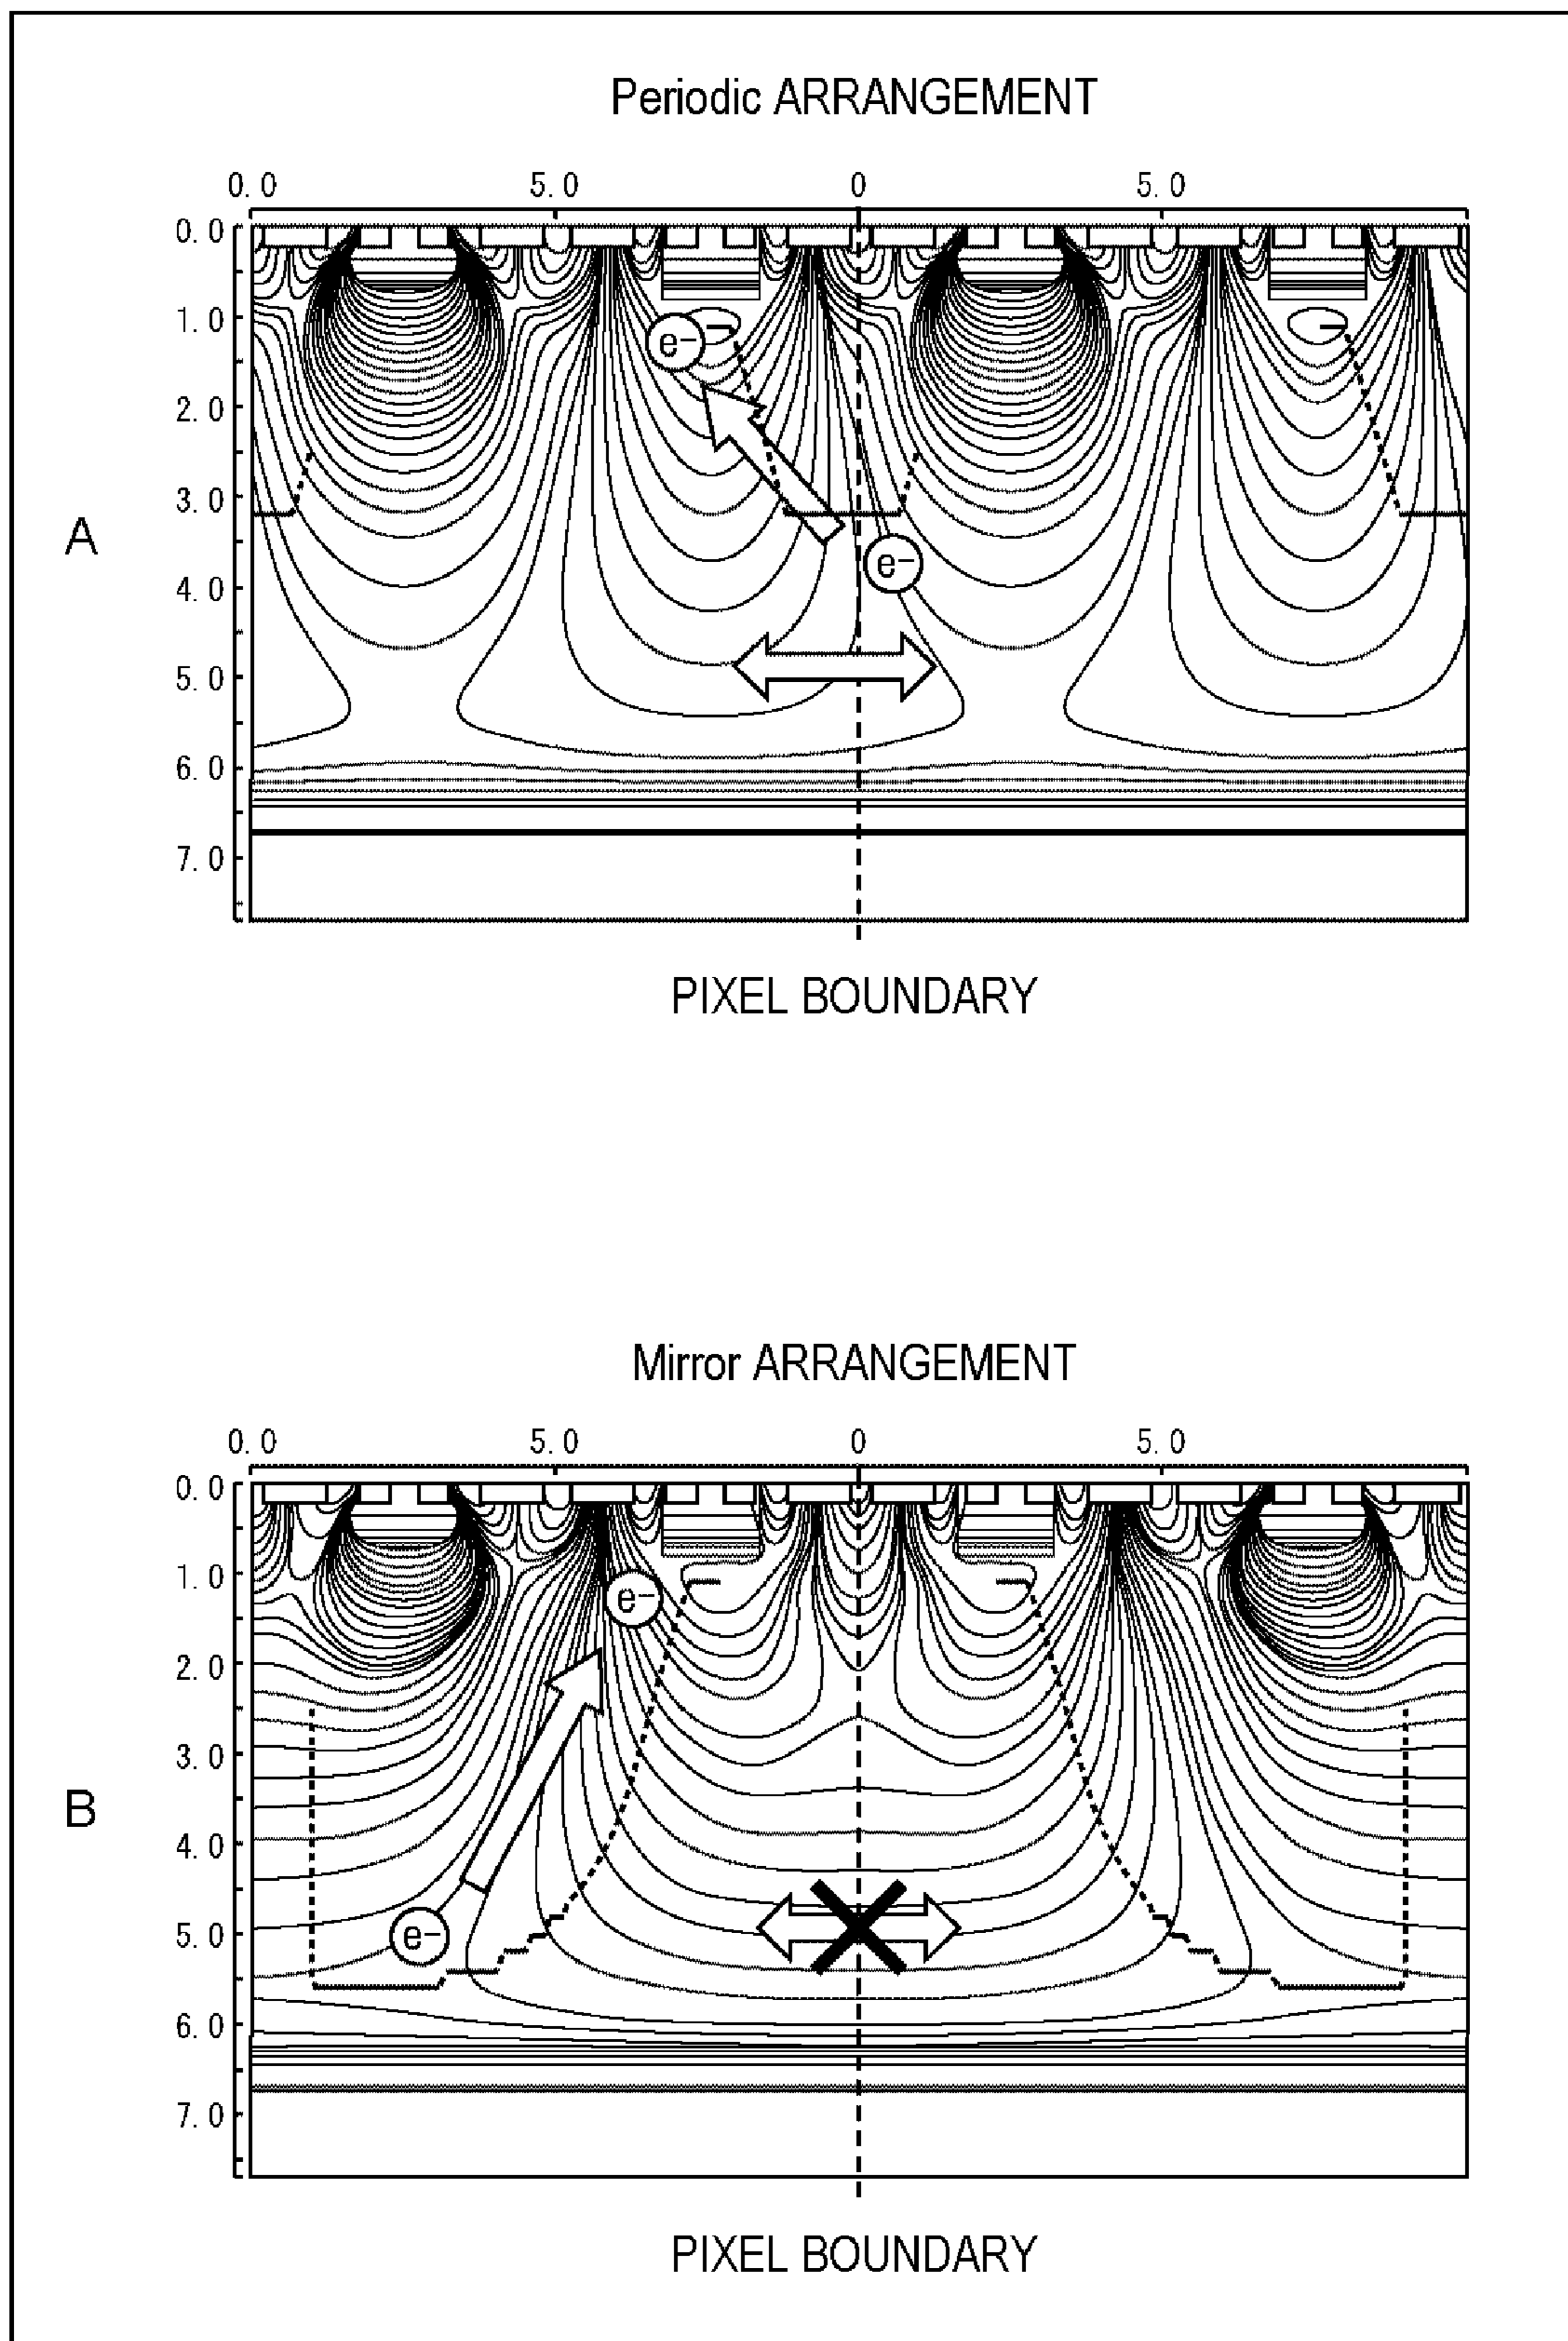 Periodic ARRANGEMENT
0.0 5.0 0 5.0
0.0
1.0
e−
2.0
3.0
A
e−
4.0
5.0
6.0
7.0
PIXEL BOUNDARY
Mirror ARRANGEMENT
0.0 5.0 0 5.0
0.0
1.0
e−
2.0
3.0
B
4.0
5.0
e−
6.0
7.0
PIXEL BOUNDARY